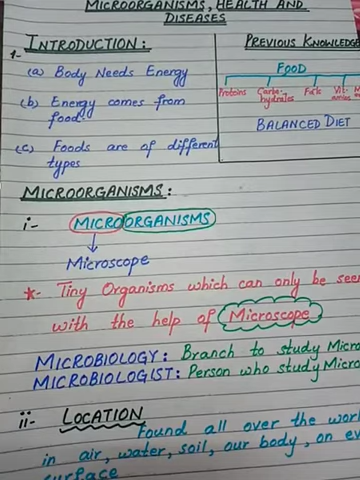 MICROORGANISMS, HEALTH AND
DISEASES
1-
INTRODUCTION:
(a) Body Needs Energy
(b) Energy comes from
food
(c) Foods are of different
types
PREVIOUS KNOWLEDGE
FOOD
Proteins Carbo- Fats Vit-
hydrates amins
BALANCED DIET
MICROORGANISMS:
i- MICROORGANISMS
Microscope
*- Tiny Organisms which can only be seen
with the help of Microscope
MICROBIOLOGY: Branch to study Micro
MICROBIOLOGIST: Person who study Micro
ii- LOCATION
Found all over the
in air, water, soil, our body, on
surface